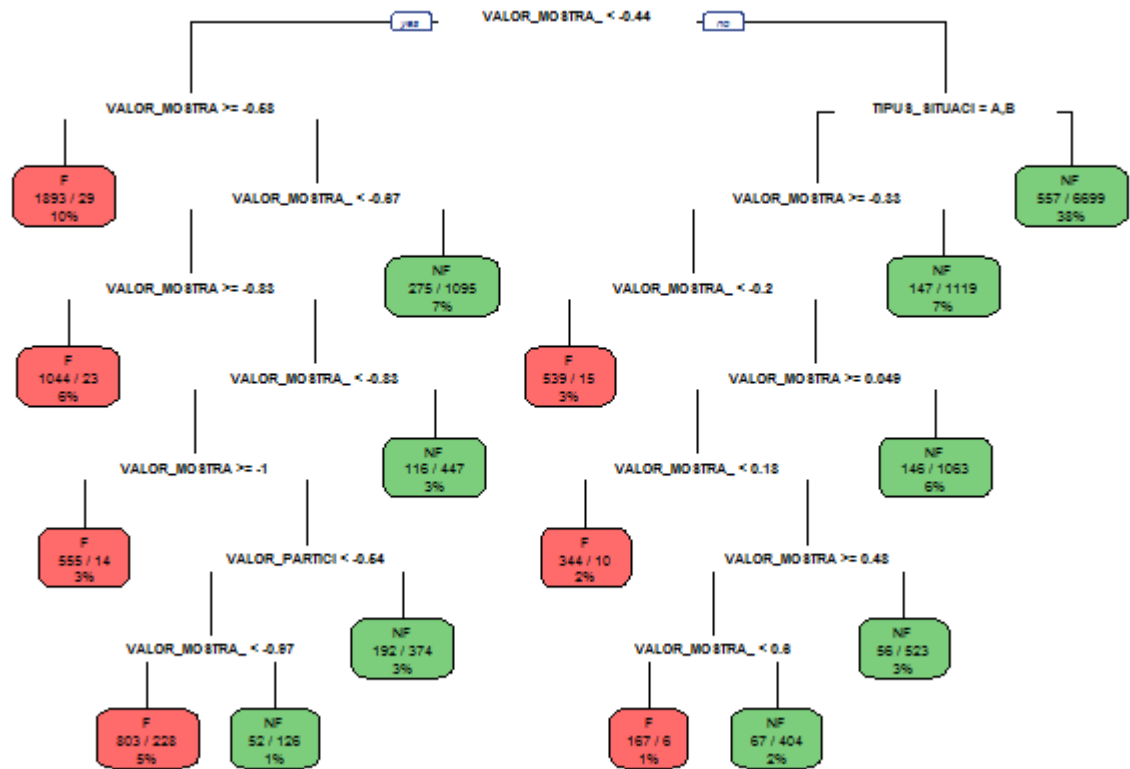 VALOR_MOSTRA_ < -0.44
yes
no
VALOR_MOSTRA >= -0.58
TIPUS_SITUACI = A,B
F
1893 / 29
10%
VALOR_MOSTRA_ < -0.67
VALOR_MOSTRA >= -0.33
NF
557 / 6699
38%
VALOR_MOSTRA >= -0.83
NF
275 / 1095
7%
VALOR_MOSTRA_ < -0.2
NF
147 / 1119
7%
F
1044 / 23
6%
VALOR_MOSTRA_ < -0.83
F
539 / 15
3%
VALOR_MOSTRA >= 0.049
VALOR_MOSTRA >= -1
NF
116 / 447
3%
VALOR_MOSTRA_ < 0.18
NF
146 / 1063
6%
F
555 / 14
3%
VALOR_PARTICI < -0.54
F
344 / 10
2%
VALOR_MOSTRA >= 0.48
VALOR_MOSTRA_ < -0.97
NF
192 / 374
3%
VALOR_MOSTRA_ < 0.6
NF
56 / 523
3%
F
803 / 228
5%
NF
52 / 126
1%
F
167 / 6
1%
NF
67 / 404
2%